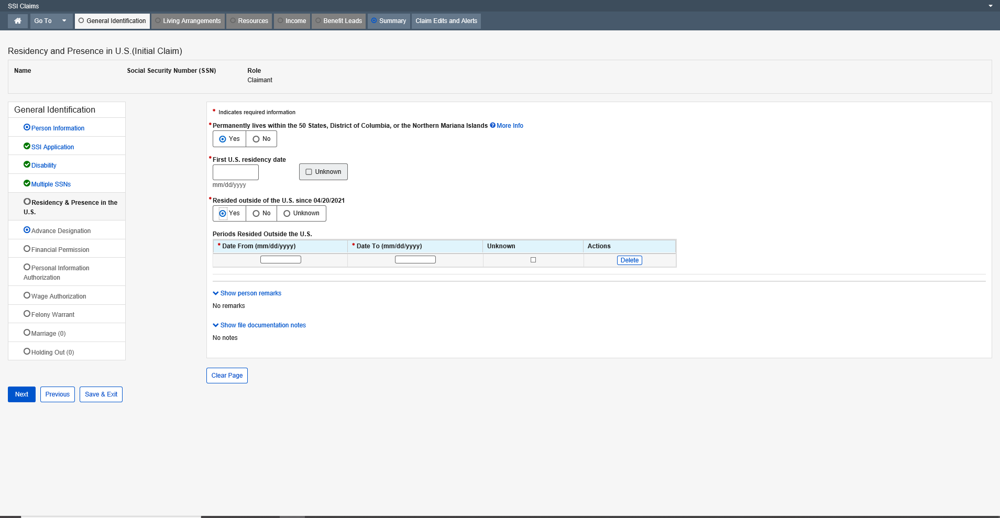 SSI Claims
Go To
General Identification
Living Arrangements
Resources
Income
Benefit Leads
Summary
Claim Edits and Alerts
Residency and Presence in U.S.(Initial Claim)
Name
Social Security Number (SSN)
Role
Claimant
General Identification
Person Information
SSI Application
Disability
Multiple SSNs
Residency & Presence in the
U.S.
Advance Designation
Financial Permission
Personal Information
Authorization
Wage Authorization
Felony Warrant
Marriage (0)
Holding Out (0)
* Indicates required information
* Permanently lives within the 50 States, District of Columbia, or the Northern Mariana Islands ? More Info
Yes No
* First U.S. residency date
Unknown
mm/dd/yyyy
* Resided outside of the U.S. since 04/20/2021
Yes No Unknown
Periods Resided Outside the U.S.
* Date From (mm/dd/yyyy) * Date To (mm/dd/yyyy) Unknown Actions
Delete
Show person remarks
No remarks
Show file documentation notes
No notes
Clear Page
Next Previous Save & Exit